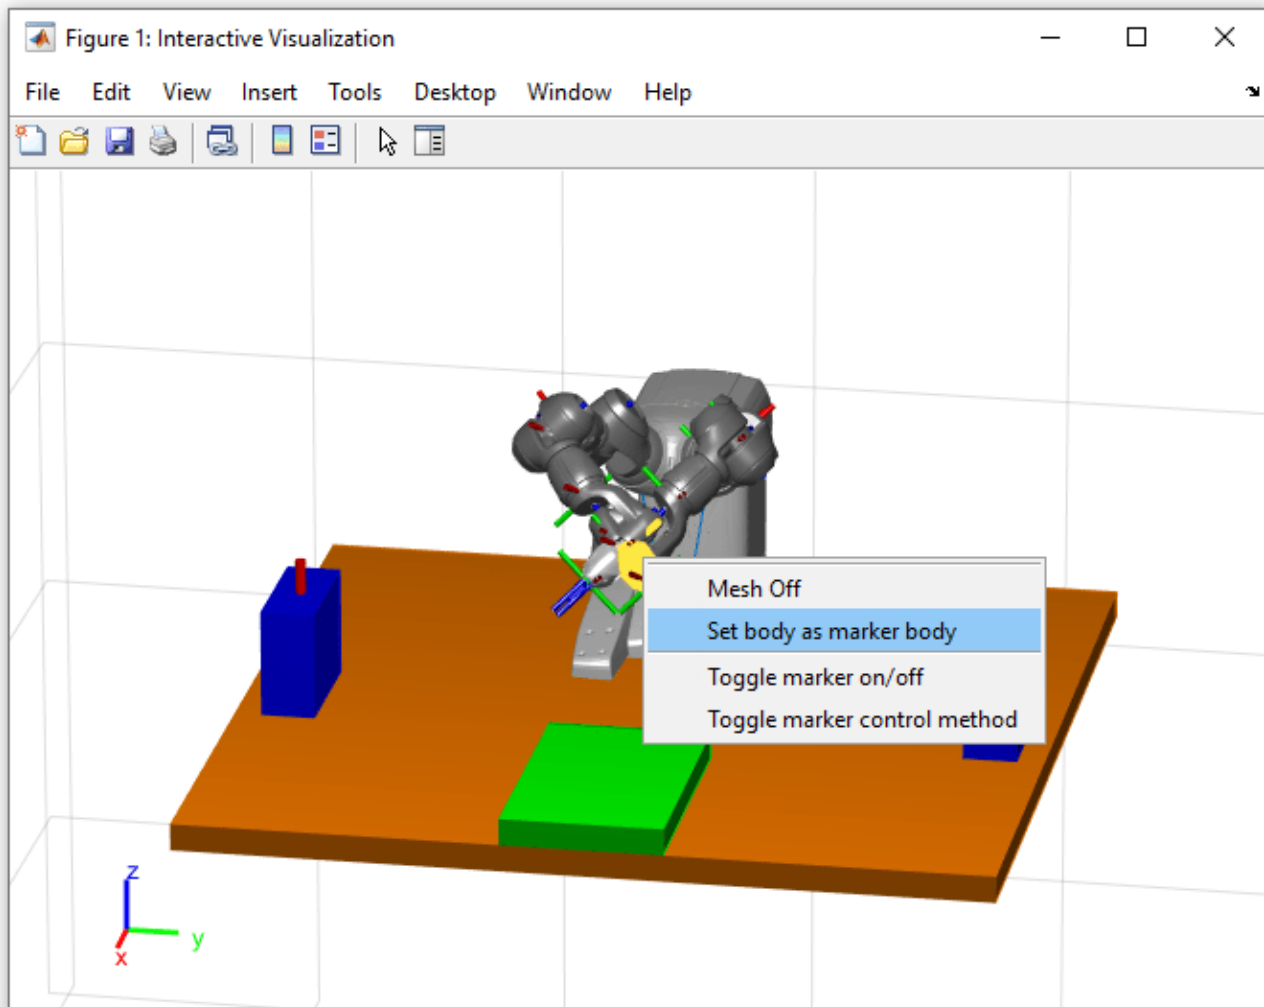 Figure 1: Interactive Visualization
File Edit View Insert Tools Desktop Window Help
Mesh Off
Set body as marker body
Toggle marker on/off
Toggle marker control method
z
y
x